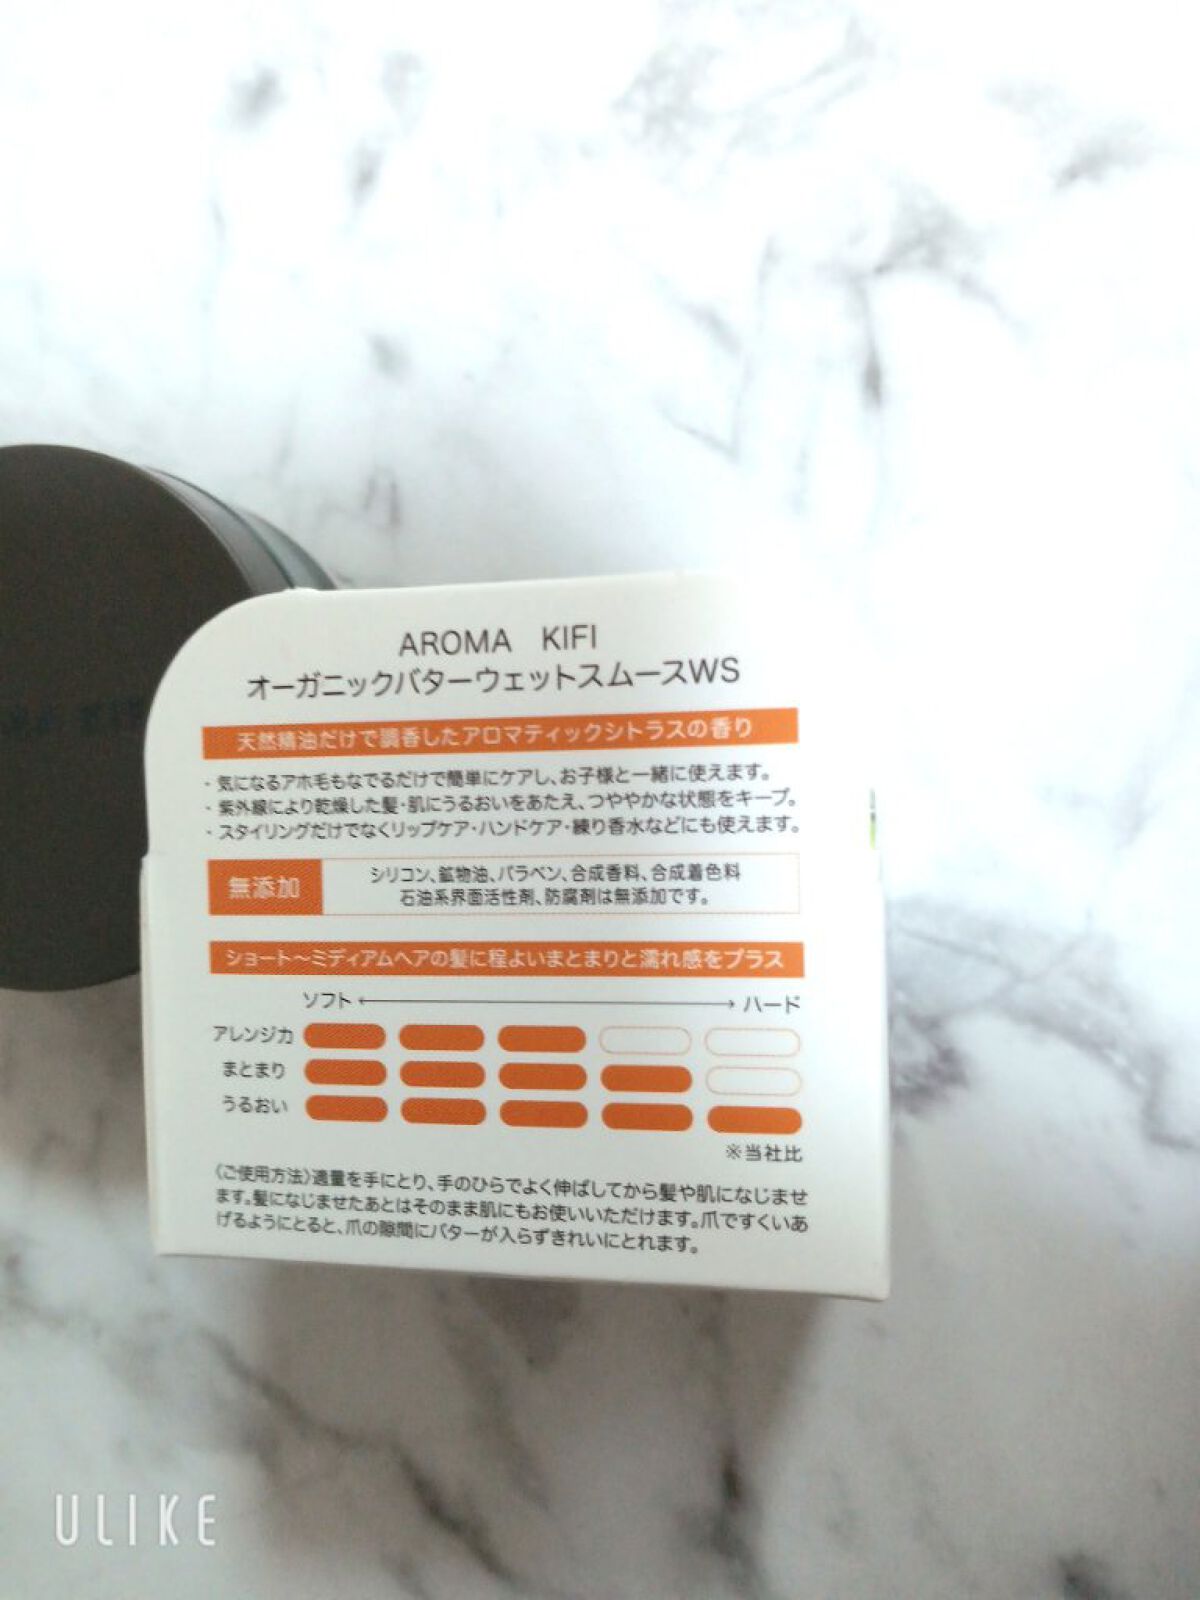 AROMA KIFI
オーガニックバターウェットスムースWS
天然精油だけで調香したアロマティックシトラスの香り
・気になるアホ毛もなでるだけで簡単にケアし、お子様と一緒に使えます。
・紫外線により乾燥した髪・肌にうるおいをあたえ、つややかな状態をキープ。
・スタイリングだけでなくリップケア・ハンドケア・練り香水などにも使えます。
無添加
シリコン、鉱物油、パラベン、合成香料、合成着色料
石油系界面活性剤、防腐剤は無添加です。
ショート〜ミディアムヘアの髪に程よいまとまりと濡れ感をプラス
ソフト ハード
アレンジ力
まとまり
うるおい
※当社比
〈ご使用方法〉適量を手にとり、手のひらでよく伸ばしてから髪や肌になじませ
ます。髪になじませたあとはそのまま肌にもお使いいただけます。爪ですくいあ
げるようにとると、爪の隙間にバターが入らずきれいにとれます。
ULIKE